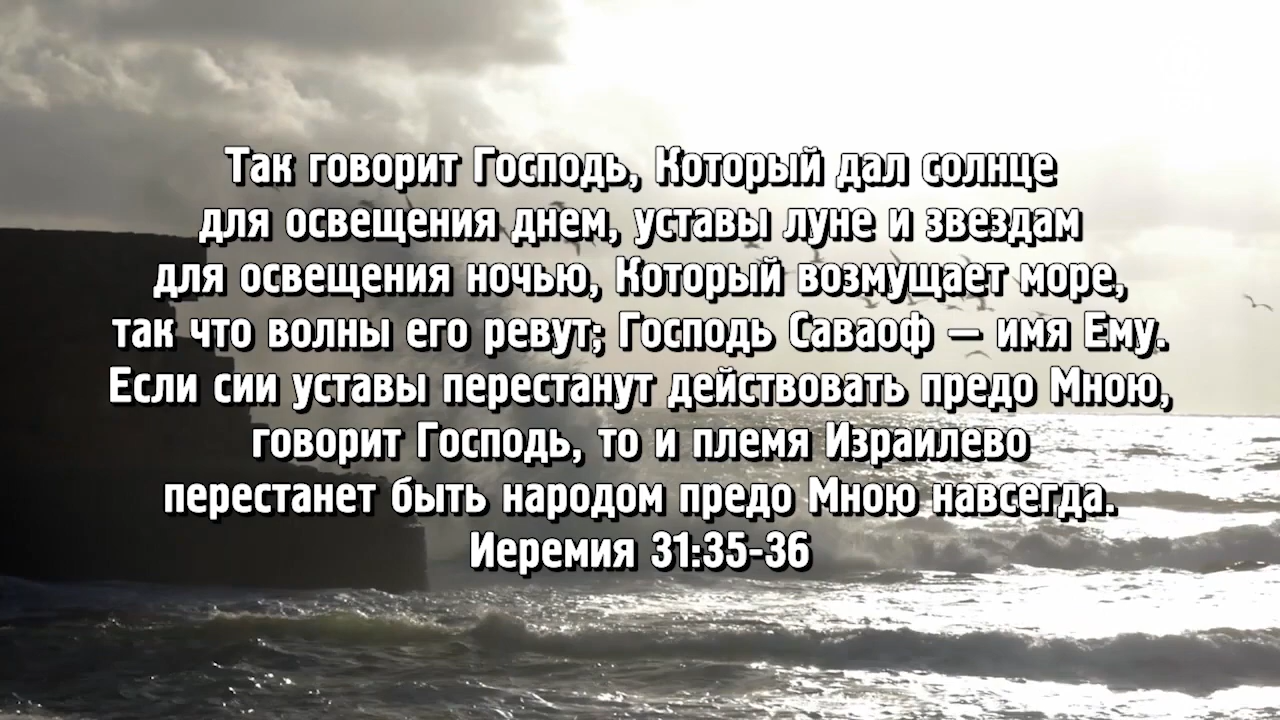 Так говорит Господь, Который дал солнце
для освещения днем, уставы луне и звездам
для освещения ночью, Который возмущает море,
так что волны его ревут; Господь Саваоф – имя Ему.
Если сии уставы перестанут действовать предо Мною,
говорит Господь, то и племя Израилево
перестанет быть народом предо Мною навсегда.
Иеремия 31:35-36